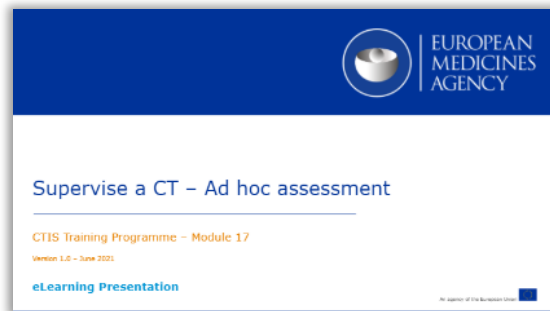 EUROPEAN
MEDICINES
AGENCY
Supervise a CT – Ad hoc assessment
CTIS Training Programme – Module 17
Version 1.0 – June 2021
eLearning Presentation
An agency of the European Union